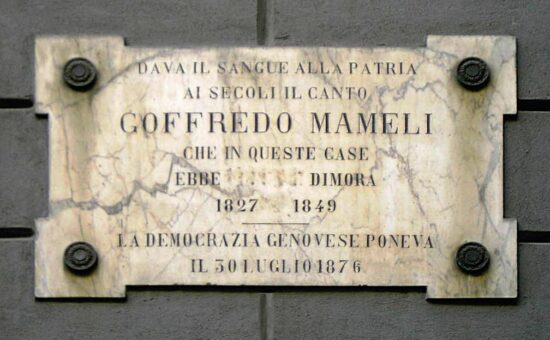 DAVA IL SANGUE ALLA PATRIA
AI SECOLI IL CANTO
GOFFREDO MAMELI
CHE IN QUESTE CASE
EBBE DIMORA
1827 1849
LA DEMOCRAZIA GENOVESE PONEVA
IL 30 LUGLIO 1876